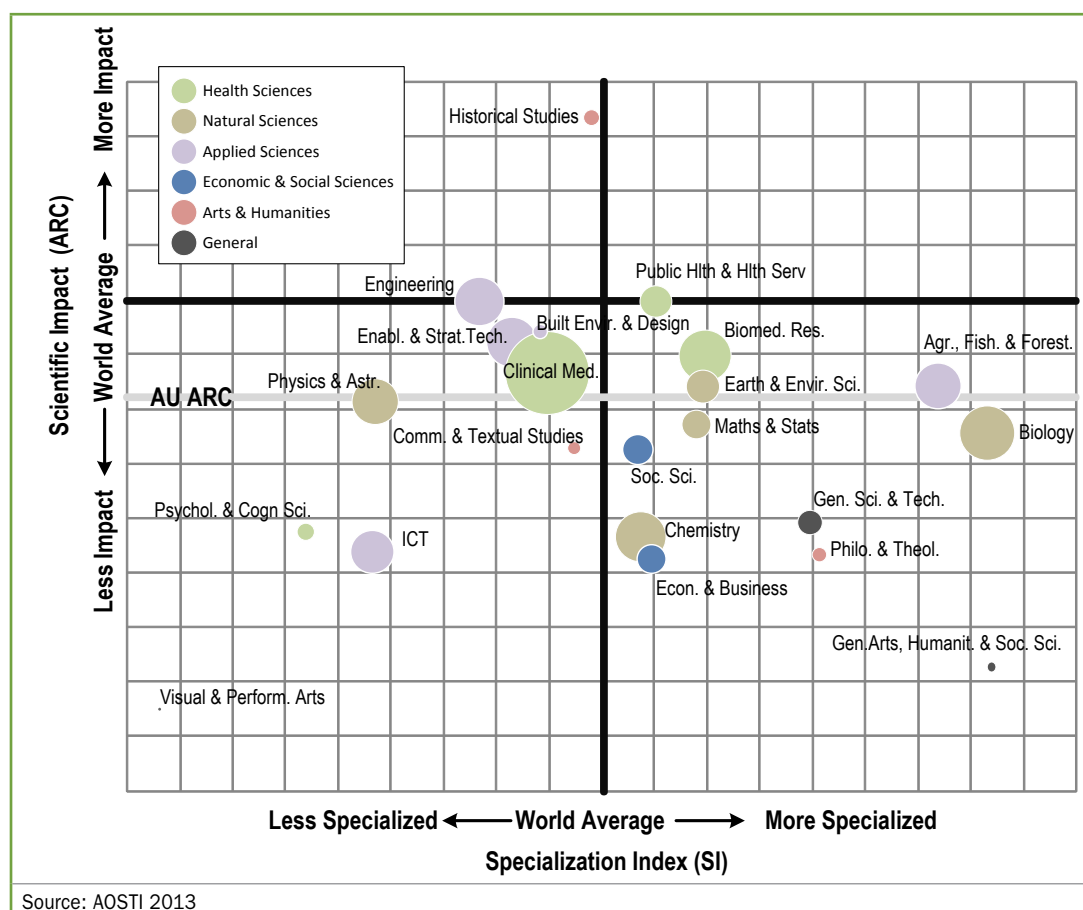 Scientific Impact (ARC)
Less Impact
World Average
More Impact
Health Sciences
Natural Sciences
Applied Sciences
Economic & Social Sciences
Arts & Humanities
General
Historical Studies
Engineering
Public Hlth & Hlth Serv
Enabl. & Strat.Tech.
Built Envir. & Design
Biomed. Res.
Agr., Fish. & Forest.
Clinical Med.
Physics & Astr.
Earth & Envir. Sci.
AU ARC
Comm. & Textual Studies
Maths & Stats
Biology
Soc. Sci.
Psychol. & Cogn Sci.
Gen. Sci. & Tech.
ICT
Chemistry
Philo. & Theol.
Econ. & Business
Gen.Arts, Humanit. & Soc. Sci.
Visual & Perform. Arts
Less Specialized
World Average
More Specialized
Specialization Index (SI)
Source: AOSTI 2013